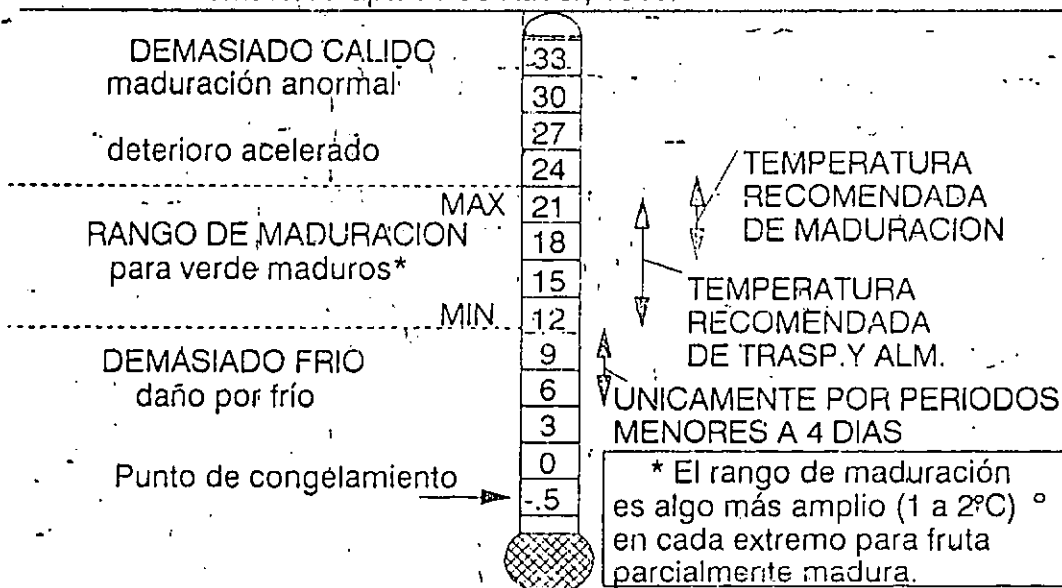 DEMASIADO CALIDO
maduración anormal
deterioro acelerado
MAX
RANGO DE MADURACION
para verde maduros*
MIN
DEMASIADO FRIO
daño por frío
Punto de congelamiento
33
30
27
24
21
18
15
12
9
6
3
0
-.5
TEMPERATURA
RECOMENDADA
DE MADURACION
TEMPERATURA
RECOMENDADA
DE TRASP.Y ALM.
UNICAMENTE POR PERIODOS
MENORES A 4 DIAS
* El rango de maduración
es algo más amplio (1 a 2ºC) º
en cada extremo para fruta
parcialmente madura.